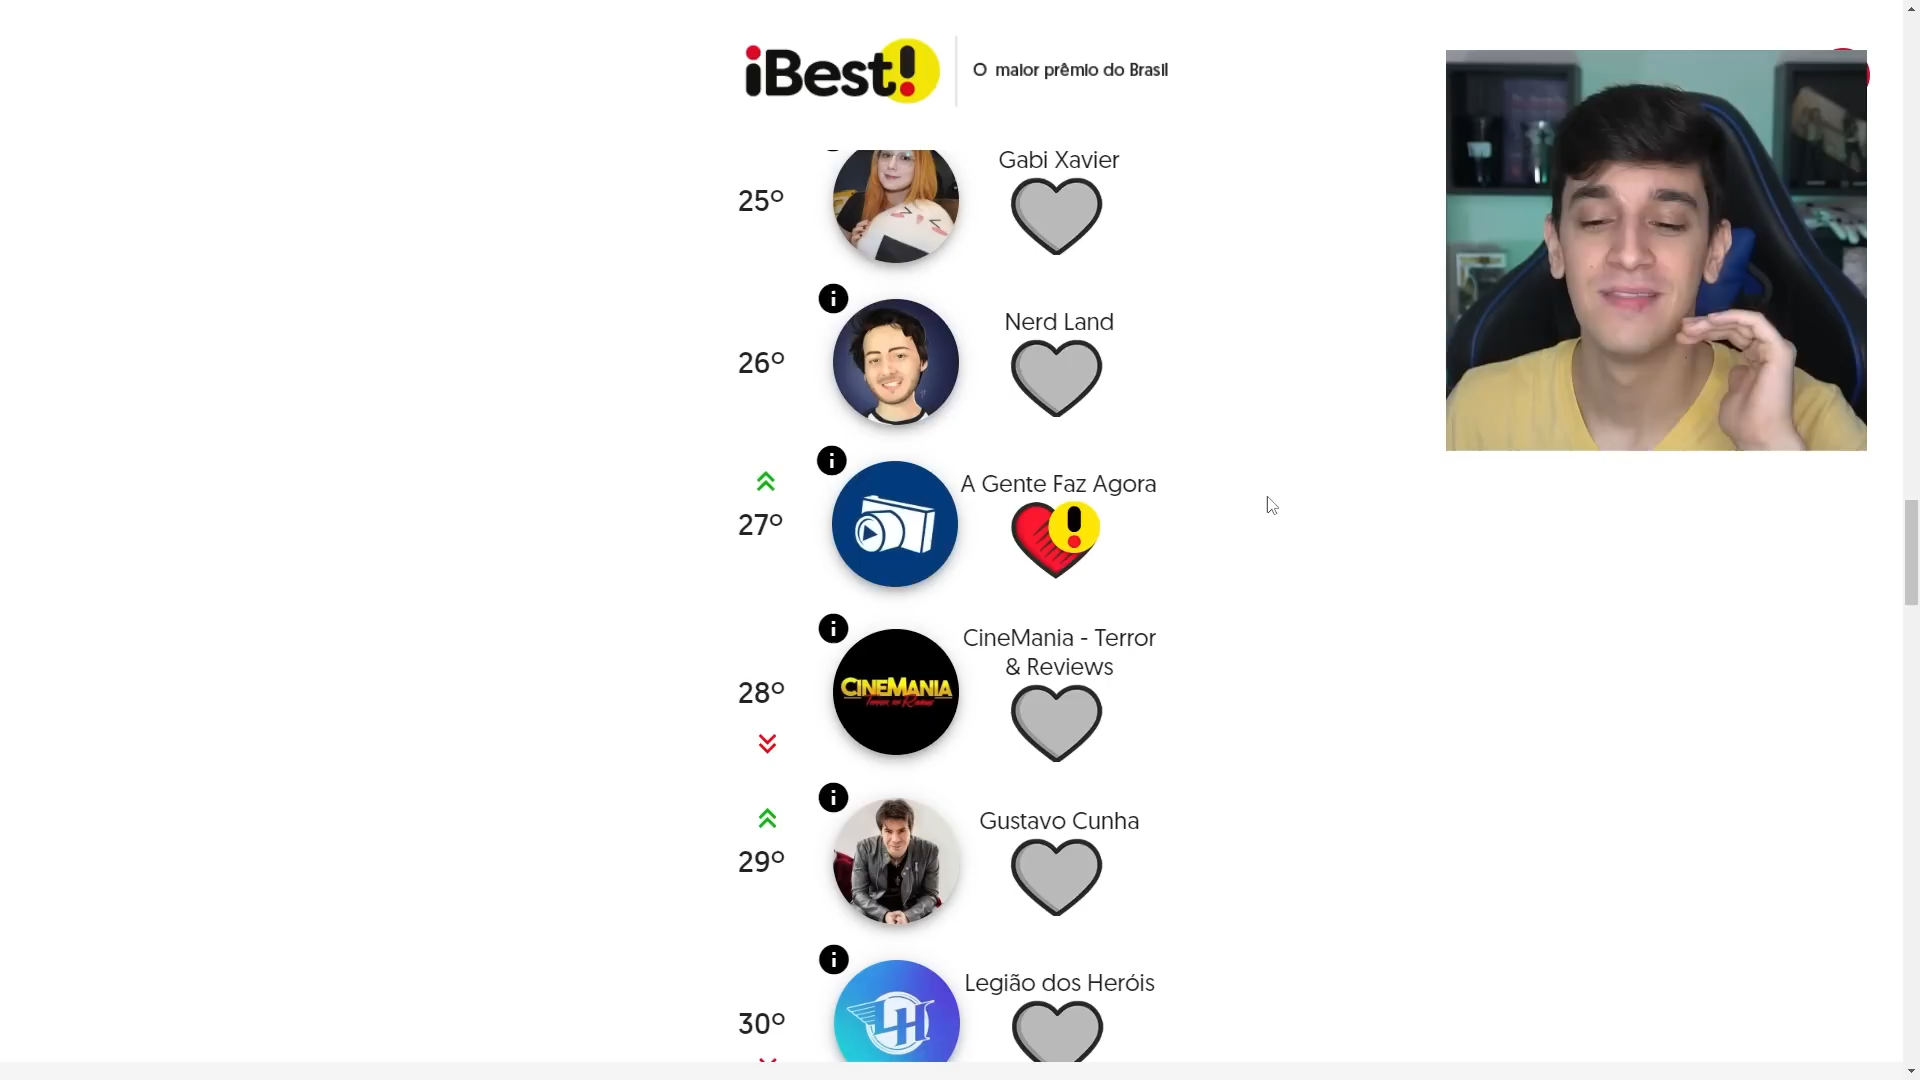 iBest!
O maior prêmio do Brasil
Gabi Xavier
25º
Nerd Land
26º
A Gente Faz Agora
27º
CineMania - Terror
& Reviews
28º
CINEMANIA
Gustavo Cunha
29º
Legião dos Heróis
30º
LH